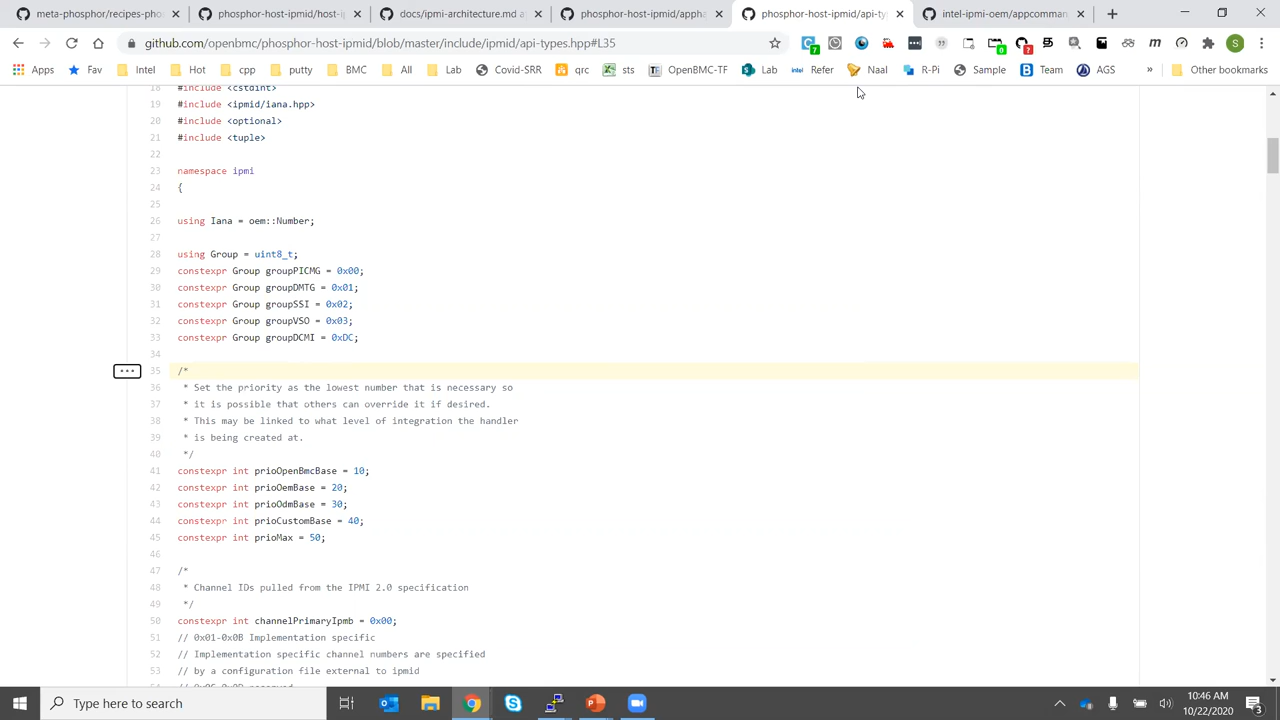 meta-phosphor/recipes-phos
phosphor-host-ipmid/host-ip
docs/ipmi-architecture.md a
phosphor-host-ipmid/appha
phosphor-host-ipmid/api-ty
intel-ipmi-oem/appcomman
github.com/openbmc/phosphor-host-ipmid/blob/master/include/ipmid/api-types.hpp#L35
7
0
?
S
Apps
Fav
Intel
Hot
cpp
putty
BMC
All
Lab
Covid-SRR
qrc
sts
OpenBMC-TF
Lab
intel
Refer
Naal
R-Pi
Sample
Team
AGS
»
Other bookmarks
18 #include <cstdint>
19 #include <ipmid/iana.hpp>
20 #include <optional>
21 #include <tuple>
22
23 namespace ipmi
24 {
25
26 using Iana = oem::Number;
27
28 using Group = uint8_t;
29 constexpr Group groupPICMG = 0x00;
30 constexpr Group groupDMTG = 0x01;
31 constexpr Group groupSSI = 0x02;
32 constexpr Group groupVSO = 0x03;
33 constexpr Group groupDCMI = 0xDC;
34
35 /*
36 * Set the priority as the lowest number that is necessary so
37 * it is possible that others can override it if desired.
38 * This may be linked to what level of integration the handler
39 * is being created at.
40 */
41 constexpr int prioOpenBmcBase = 10;
42 constexpr int prioOemBase = 20;
43 constexpr int prioOdmBase = 30;
44 constexpr int prioCustomBase = 40;
45 constexpr int prioMax = 50;
46
47 /*
48 * Channel IDs pulled from the IPMI 2.0 specification
49 */
50 constexpr int channelPrimaryIpmb = 0x00;
51 // 0x01-0x0B Implementation specific
52 // Implementation specific channel numbers are specified
53 // by a configuration file external to ipmid
Type here to search
10:46 AM
10/22/2020
3